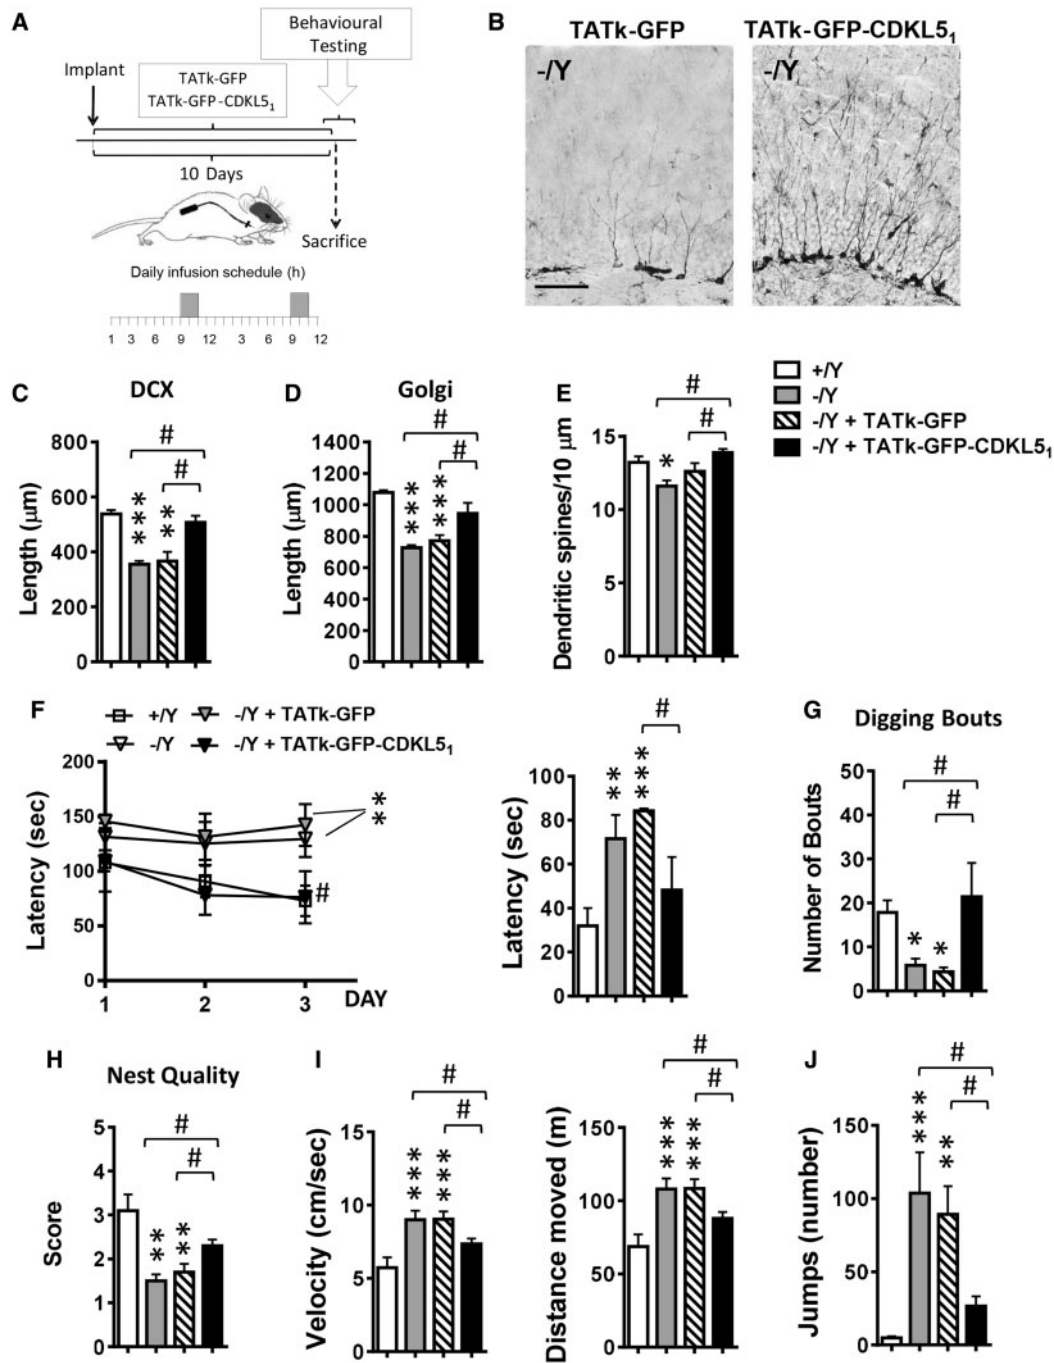 A
Behavioural
Testing
Implant
TATk-GFP
TATk-GFP-CDKL5₁
10 Days
Sacrifice
Daily infusion schedule (h)
1 3 6 9 12 3 6 9 12
B
TATk-GFP TATk-GFP-CDKL5₁
-/Y -/Y
+/Y
-/Y
-/Y + TATk-GFP
-/Y + TATk-GFP-CDKL5₁
C
DCX
Length (μm)
800
600
400
200
0
***
**
#
#
D
Golgi
Length (μm)
1400
1200
1000
800
600
400
200
0
***
***
#
#
E
Dendritic spines/10 μm
15
10
5
0
*
#
#
F
+/Y -/Y + TATk-GFP
-/Y -/Y + TATk-GFP-CDKL5₁
Latency (sec)
200
150
100
50
0
**
#
1 2 3 DAY
Latency (sec)
100
80
60
40
20
0
**
***
#
G
Digging Bouts
Number of Bouts
50
40
30
20
10
0
*
*
#
#
H
Nest Quality
Score
5
4
3
2
1
0
**
**
#
#
I
Velocity (cm/sec)
15
10
5
0
***
***
#
#
Distance moved (m)
150
100
50
0
***
***
#
#
J
Jumps (number)
150
100
50
0
***
**
#
#